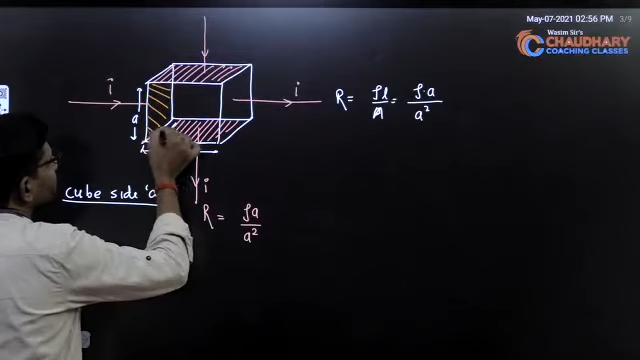 May-07-2021 02:56 PM 3/9
Wasim Sir's
CHAUDHARY
COACHING CLASSES
i
i
a
R = ρl/A = ρ·a/a²
i
cube side 'a
R = ρa/a²